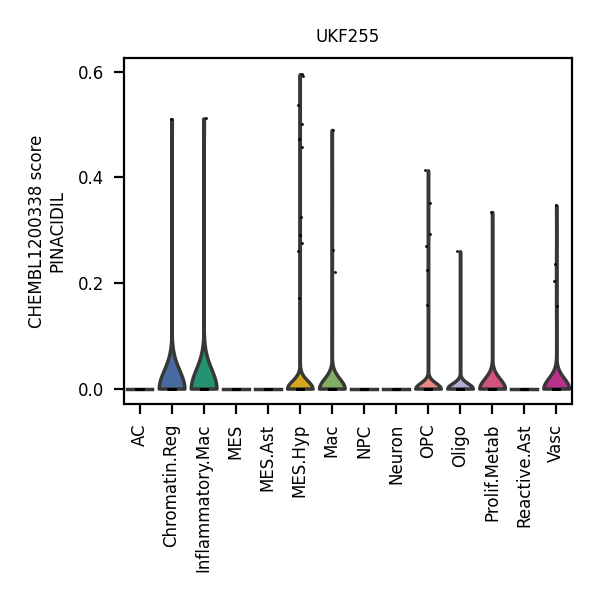 UKF255
CHEMBL1200338 score
PINACIDIL
0.6
0.4
0.2
0.0
AC
Chromatin.Reg
Inflammatory.Mac
MES
MES.Ast
MES.Hyp
Mac
NPC
Neuron
OPC
Oligo
Prolif.Metab
Reactive.Ast
Vasc